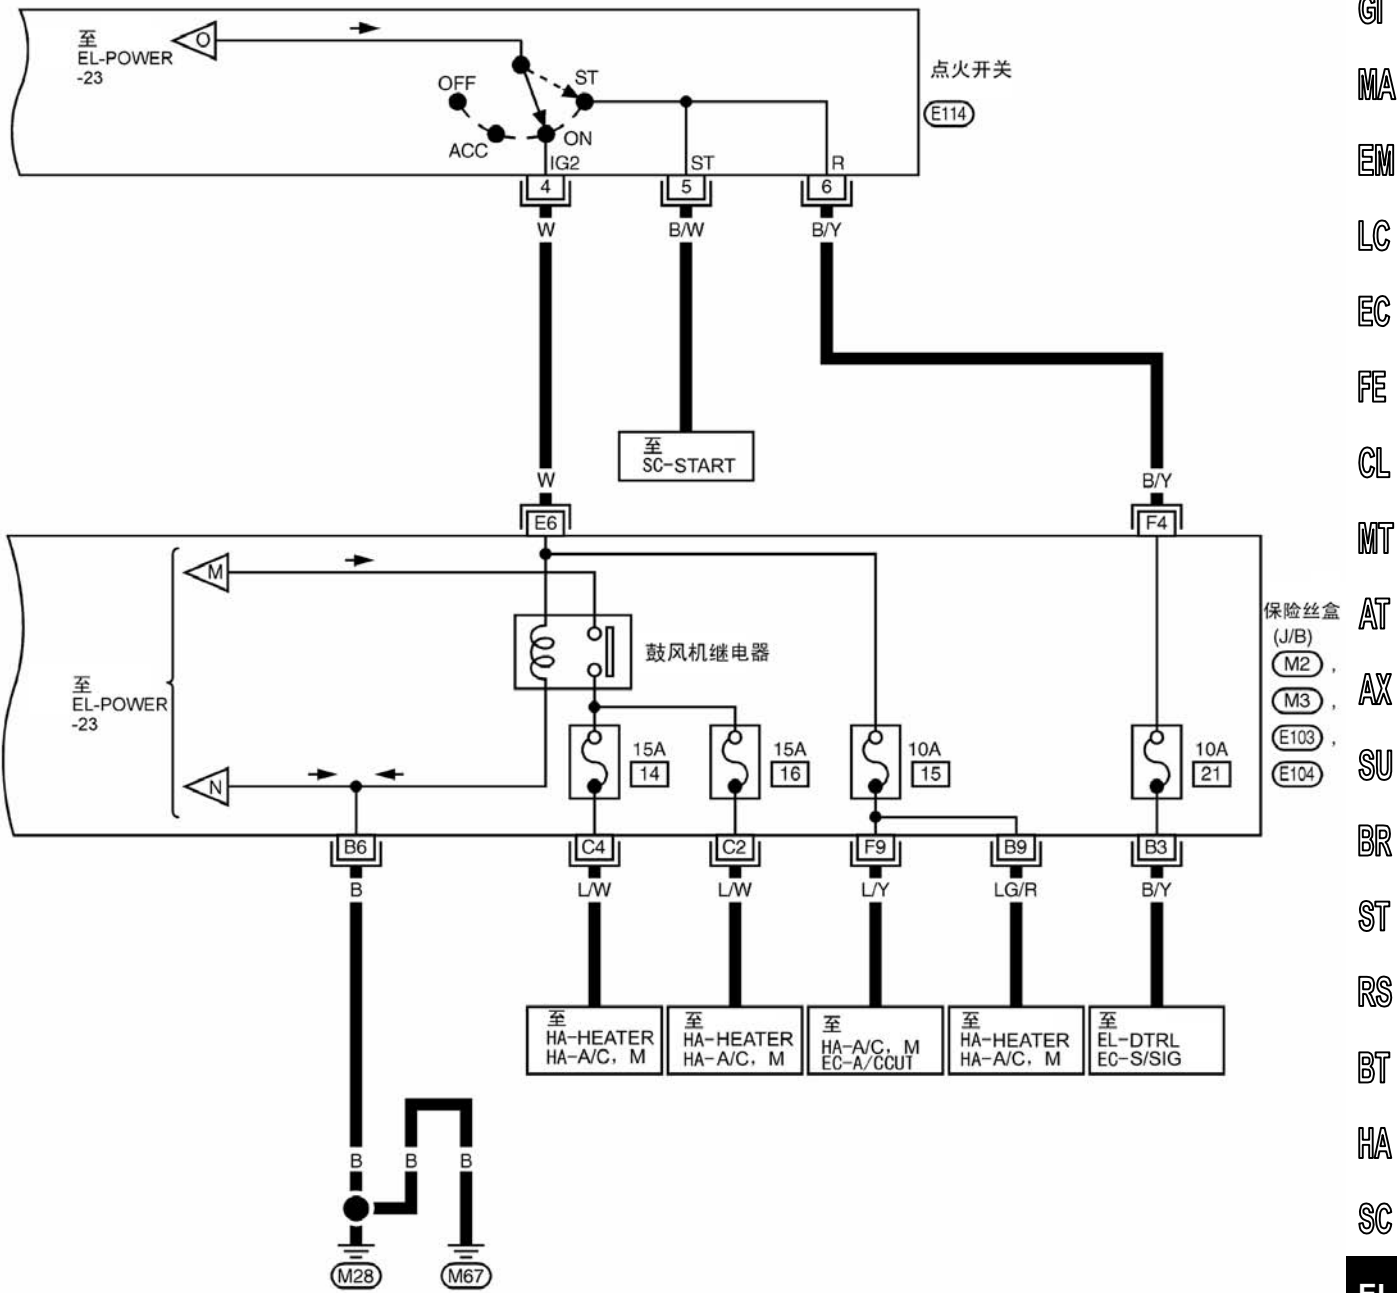 至
EL-POWER
-23
O
OFF
ACC
ST
ON
IG2
ST
R
点火开关
E114
4
5
6
W
B/W
B/Y
至
SC-START
W
B/Y
E6
F4
M
至
EL-POWER
-23
N
鼓风机继电器
15A
14
15A
16
10A
15
10A
21
保险丝盒
(J/B)
M2 ,
M3 ,
E103 ,
E104
B6
C4
C2
F9
B9
B3
B
L/W
L/W
L/Y
LG/R
B/Y
至
HA-HEATER
HA-A/C, M
至
HA-HEATER
HA-A/C, M
至
HA-A/C, M
EC-A/CCUT
至
HA-HEATER
HA-A/C, M
至
EL-DTRL
EC-S/SIG
B
B
B
M28
M67
GI
MA
EM
LC
EC
FE
CL
MT
AT
AX
SU
BR
ST
RS
BT
HA
SC
EL